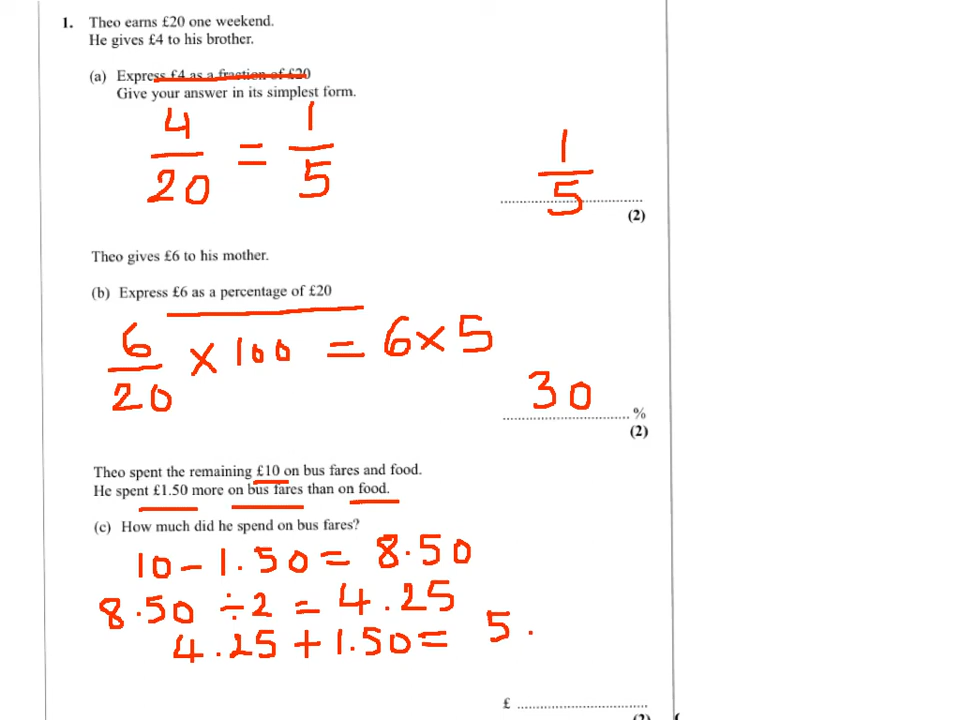 1. Theo earns £20 one weekend.
He gives £4 to his brother.
(a) Express £4 as a fraction of £20
Give your answer in its simplest form.
4/20 = 1/5
1/5
(2)
Theo gives £6 to his mother.
(b) Express £6 as a percentage of £20
6/20 × 100 = 6 × 5
30
%
(2)
Theo spent the remaining £10 on bus fares and food.
He spent £1.50 more on bus fares than on food.
(c) How much did he spend on bus fares?
10 - 1.50 = 8.50
8.50 ÷ 2 = 4.25
4.25 + 1.50 = 5.
£